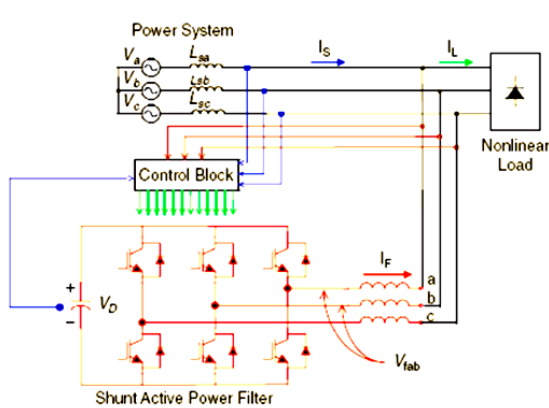 Power System
Va
Lsa
IS
IL
Vb
Lsb
Vc
Lsc
Nonlinear
Load
Control Block
IF
a
b
c
+
VD
−
Vfab
Shunt Active Power Filter